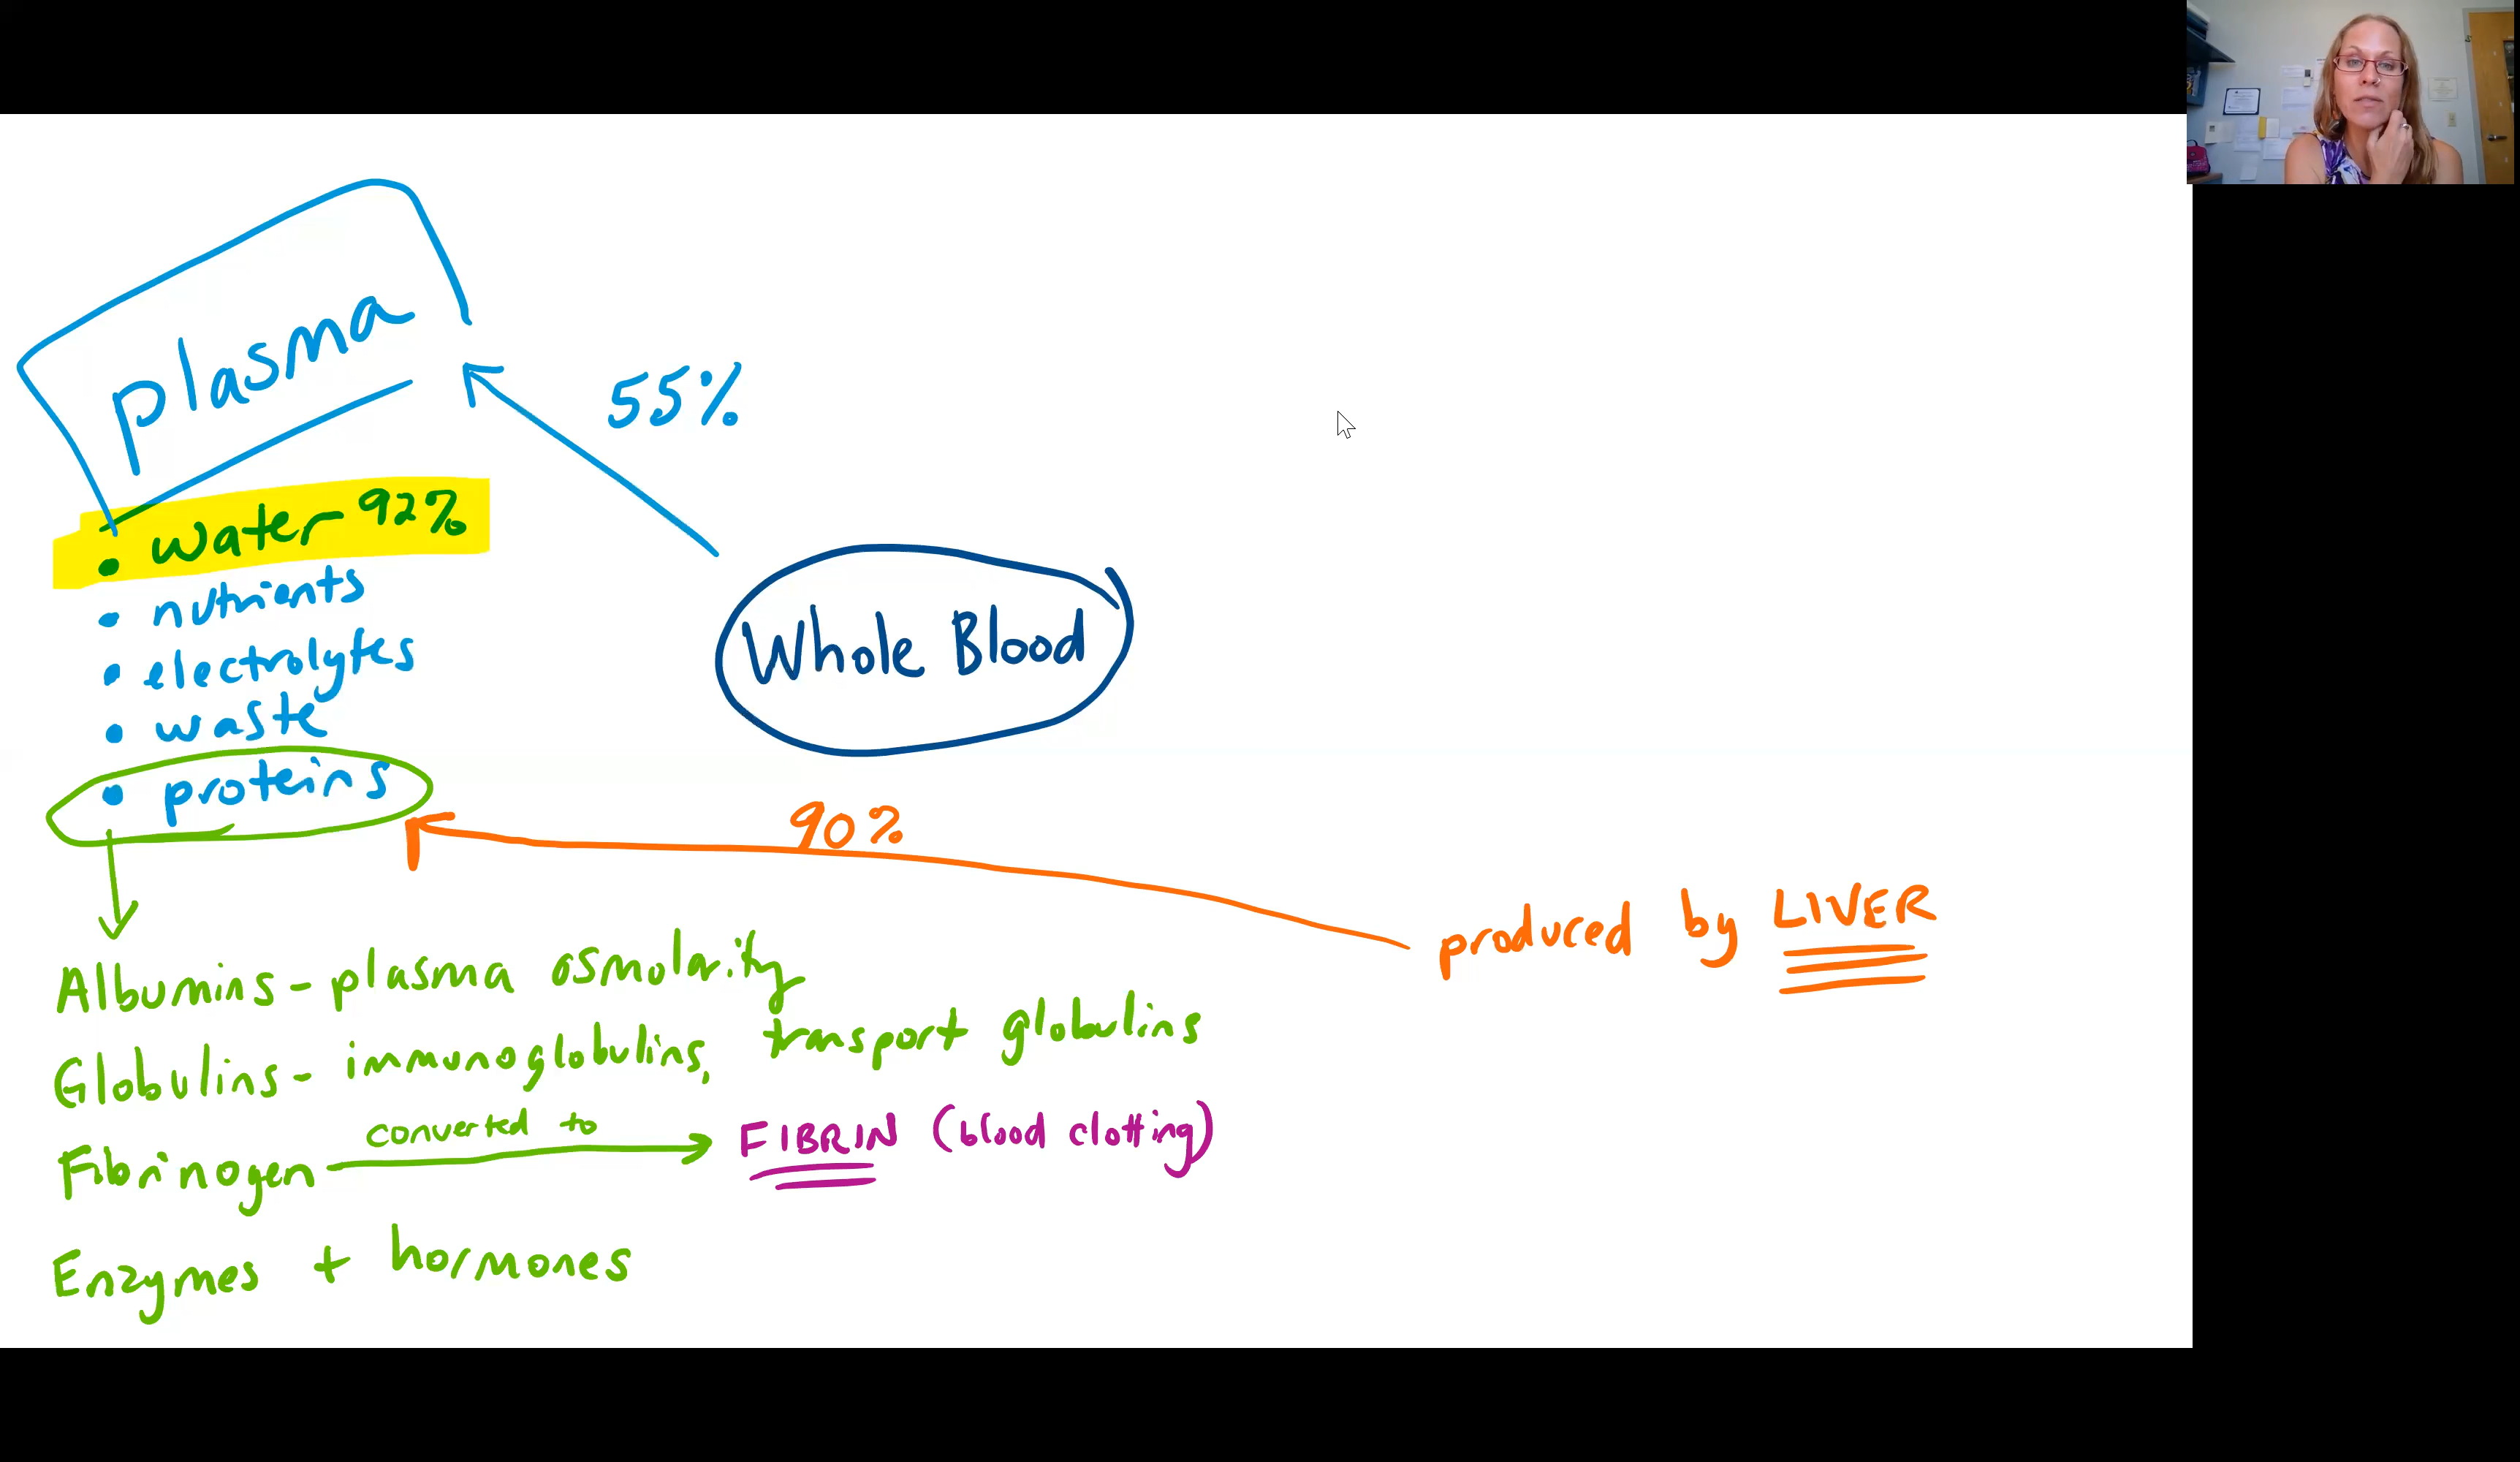 plasma
55%
• water 92%
• nutrients
• electrolytes
• waste
• proteins
Whole Blood
90%
produced by LIVER
Albumins - plasma osmolarity
Globulins - immunoglobulins, transport globulins
Fibrinogen converted to FIBRIN (blood clotting)
Enzymes + hormones